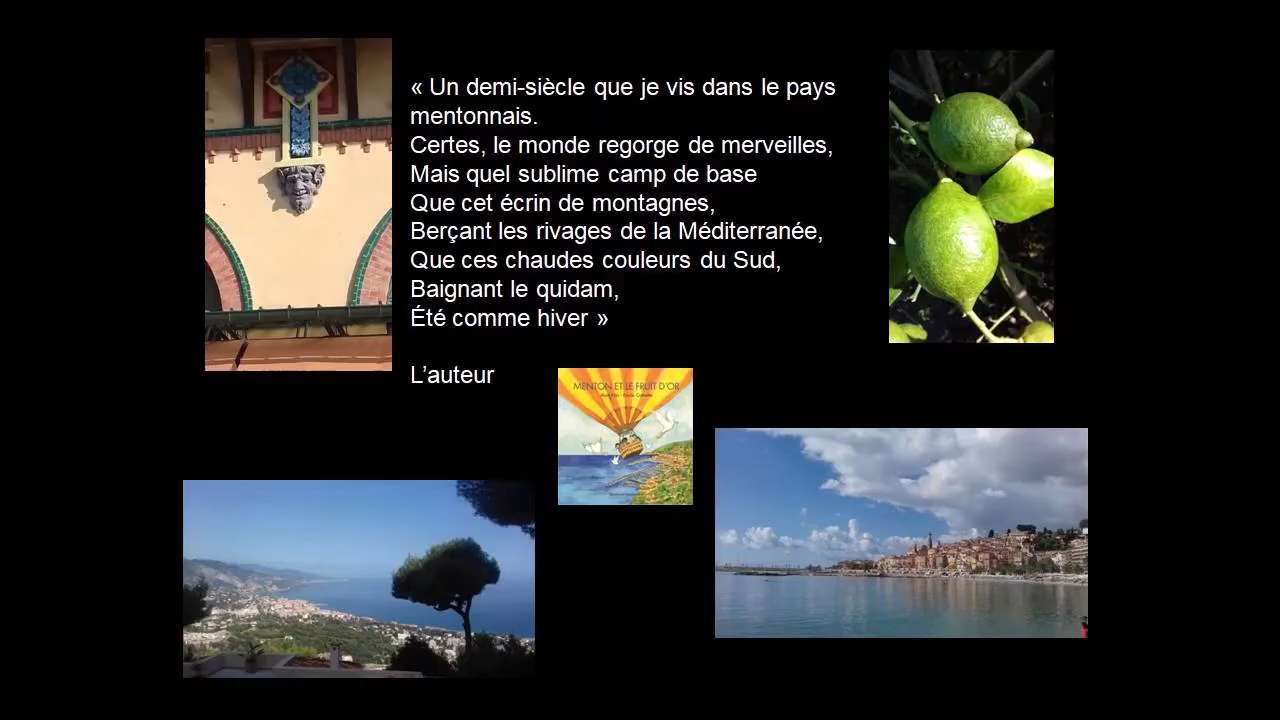 « Un demi-siècle que je vis dans le pays
mentonnais.
Certes, le monde regorge de merveilles,
Mais quel sublime camp de base
Que cet écrin de montagnes,
Berçant les rivages de la Méditerranée,
Que ces chaudes couleurs du Sud,
Baignant le quidam,
Été comme hiver »
L’auteur
MENTON ET LE FRUIT D'OR